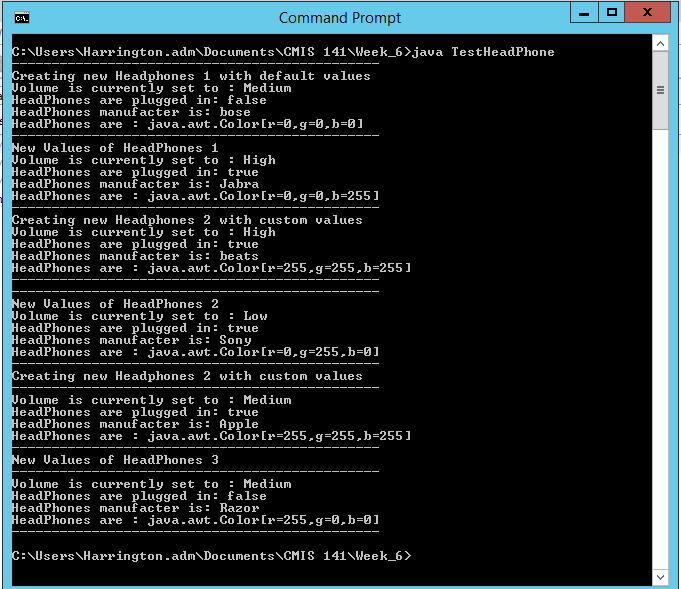 Command Prompt
C:\Users\Harrington.adm\Documents\CMIS 141\Week_6>java TestHeadPhone
----------------------------------------------
Creating new Headphones 1 with default values
Volume is currently set to : Medium
HeadPhones are plugged in: false
HeadPhones manufacter is: bose
HeadPhones are : java.awt.Color[r=0,g=0,b=0]
----------------------------------------------
New Values of HeadPhones 1
Volume is currently set to : High
HeadPhones are plugged in: true
HeadPhones manufacter is: Jabra
HeadPhones are : java.awt.Color[r=0,g=0,b=255]
----------------------------------------------
Creating new Headphones 2 with custom values
Volume is currently set to : High
HeadPhones are plugged in: true
HeadPhones manufacter is: beats
HeadPhones are : java.awt.Color[r=255,g=255,b=255]
----------------------------------------------
----------------------------------------------
New Values of HeadPhones 2
Volume is currently set to : Low
HeadPhones are plugged in: true
HeadPhones manufacter is: Sony
HeadPhones are : java.awt.Color[r=0,g=255,b=0]
----------------------------------------------
Creating new Headphones 2 with custom values
----------------------------------------------
Volume is currently set to : Medium
HeadPhones are plugged in: true
HeadPhones manufacter is: Apple
HeadPhones are : java.awt.Color[r=255,g=255,b=255]
----------------------------------------------
New Values of HeadPhones 3
----------------------------------------------
Volume is currently set to : Medium
HeadPhones are plugged in: false
HeadPhones manufacter is: Razor
HeadPhones are : java.awt.Color[r=255,g=0,b=0]
----------------------------------------------
C:\Users\Harrington.adm\Documents\CMIS 141\Week_6>